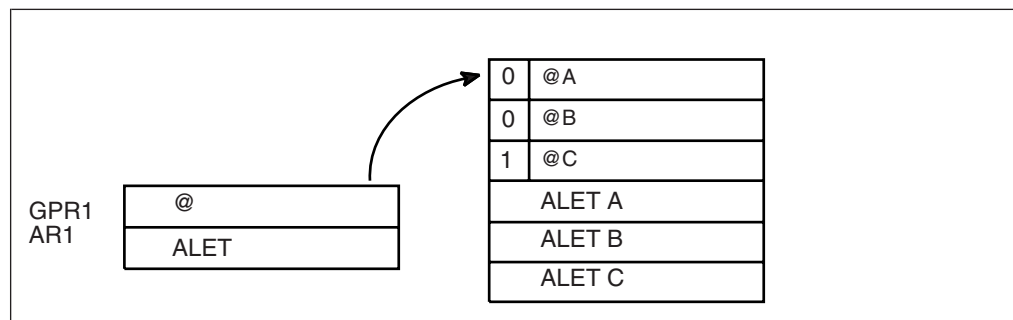 0 @A
0 @B
1 @C
ALET A
ALET B
ALET C
GPR1 @
AR1 ALET